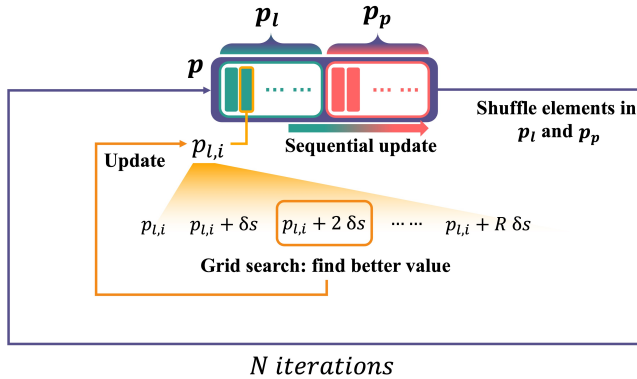 p_l p_p
p
... ... ... ...
Shuffle elements in
p_l and p_p
Sequential update
Update
p_{l,i}
p_{l,i} p_{l,i} + δs p_{l,i} + 2 δs ... ... p_{l,i} + R δs
Grid search: find better value
N iterations